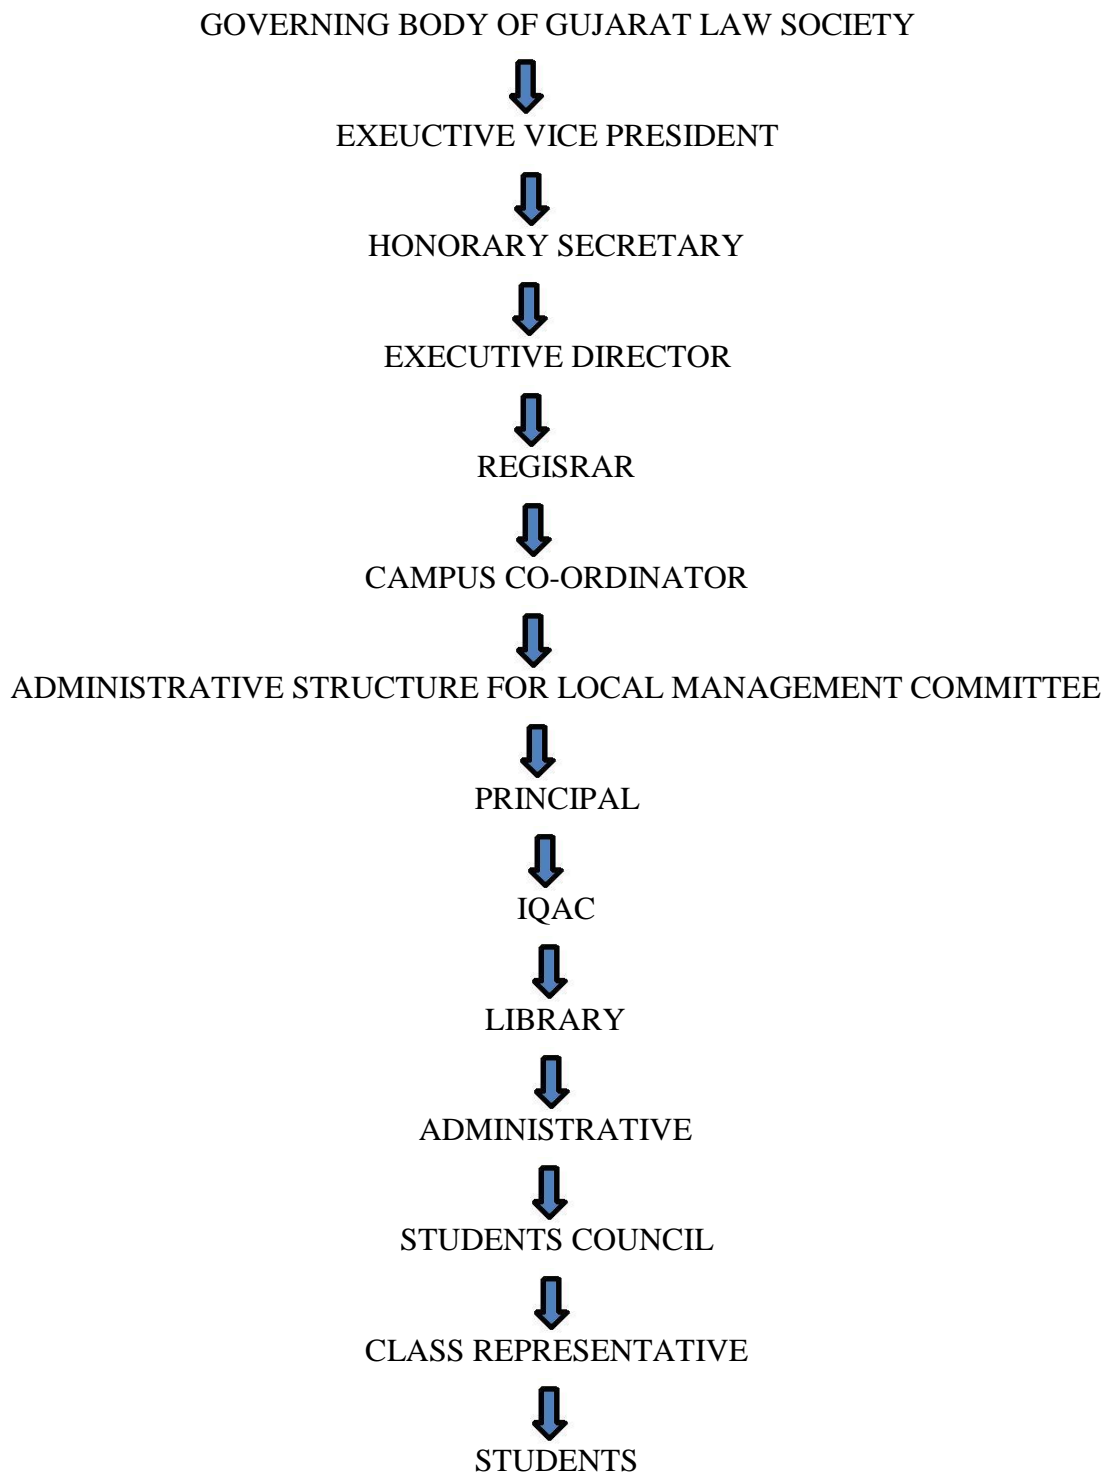 GOVERNING BODY OF GUJARAT LAW SOCIETY
EXEUCTIVE VICE PRESIDENT
HONORARY SECRETARY
EXECUTIVE DIRECTOR
REGISRAR
CAMPUS CO-ORDINATOR
ADMINISTRATIVE STRUCTURE FOR LOCAL MANAGEMENT COMMITTEE
PRINCIPAL
IQAC
LIBRARY
ADMINISTRATIVE
STUDENTS COUNCIL
CLASS REPRESENTATIVE
STUDENTS